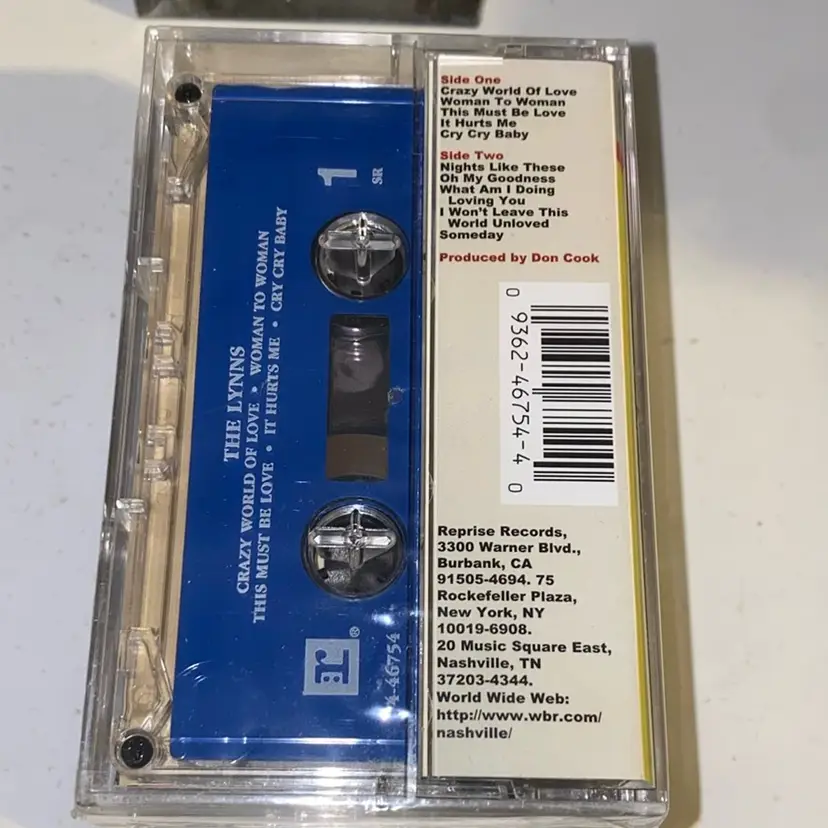 1
SR
THE LYNNS
CRAZY WORLD OF LOVE • WOMAN TO WOMAN
THIS MUST BE LOVE • IT HURTS ME • CRY CRY BABY
r®
4-46754
Side One
Crazy World Of Love
Woman To Woman
This Must Be Love
It Hurts Me
Cry Cry Baby
Side Two
Nights Like These
Oh My Goodness
What Am I Doing
Loving You
I Won't Leave This
World Unloved
Someday
Produced by Don Cook
0 9362-46754-4 0
Reprise Records,
3300 Warner Blvd.,
Burbank, CA
91505-4694. 75
Rockefeller Plaza,
New York, NY
10019-6908.
20 Music Square East,
Nashville, TN
37203-4344.
World Wide Web:
http://www.wbr.com/
nashville/